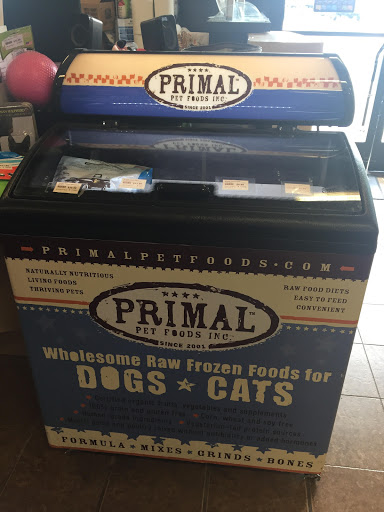 PRIMAL
PET FOODS INC.
SINCE 2001
PRIMALPETFOODS.COM
NATURALLY NUTRITIOUS
LIVING FOODS
THRIVING PETS
RAW FOOD DIETS
EASY TO FEED
CONVENIENT
PRIMAL
PET FOODS INC.
SINCE 2001
Wholesome Raw Frozen Foods for
DOGS ★ CATS
FORMULA • MIXES • GRINDS • BONES